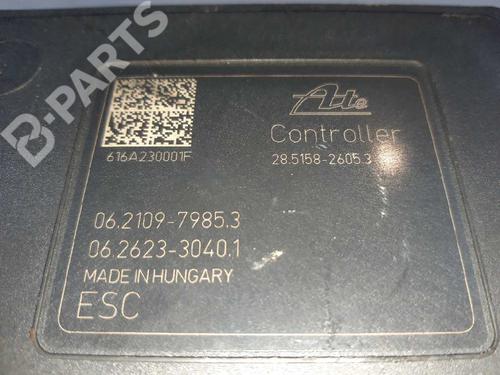 B-PARTS
Ate
Controller
616A230001F
28.5158-2605.3
06.2109-7985.3
06.2623-3040.1
MADE IN HUNGARY
ESC